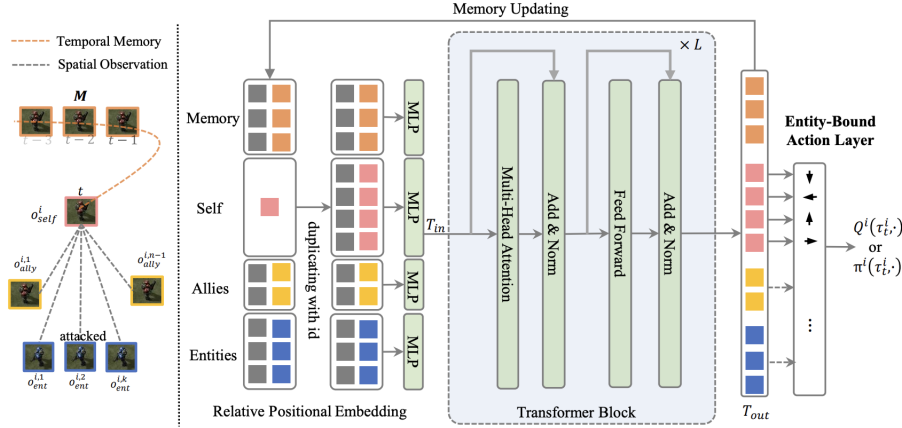 Memory Updating
Temporal Memory
Spatial Observation
M
t−3 t−2 t−1
t
o^i_self
o^{i,1}_ally
o^{i,n-1}_ally
attacked
o^{i,1}_ent
o^{i,2}_ent
o^{i,k}_ent
Memory
Self
Allies
Entities
duplicating with id
MLP
MLP
MLP
MLP
Relative Positional Embedding
T_in
× L
Multi-Head Attention
Add & Norm
Feed Forward
Add & Norm
Transformer Block
T_out
Entity-Bound
Action Layer
...
Q^i(τ^i_t,·)
or
π^i(τ^i_t,·)